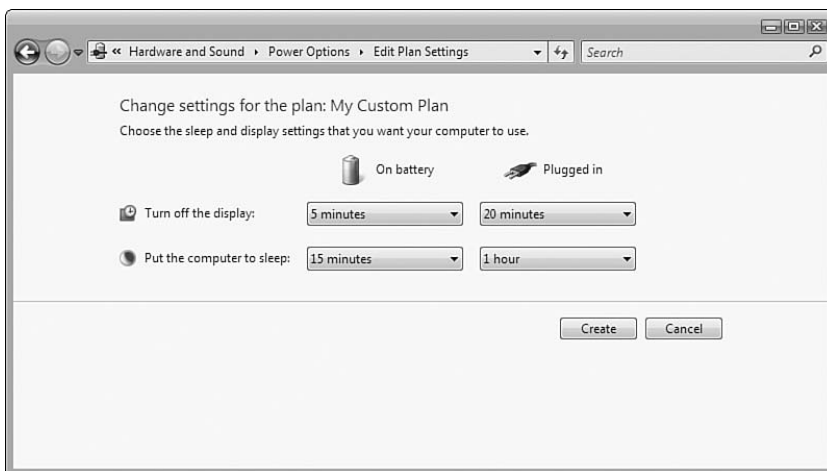 « Hardware and Sound ▸ Power Options ▸ Edit Plan Settings Search
Change settings for the plan: My Custom Plan
Choose the sleep and display settings that you want your computer to use.
On battery Plugged in
Turn off the display: 5 minutes 20 minutes
Put the computer to sleep: 15 minutes 1 hour
Create Cancel